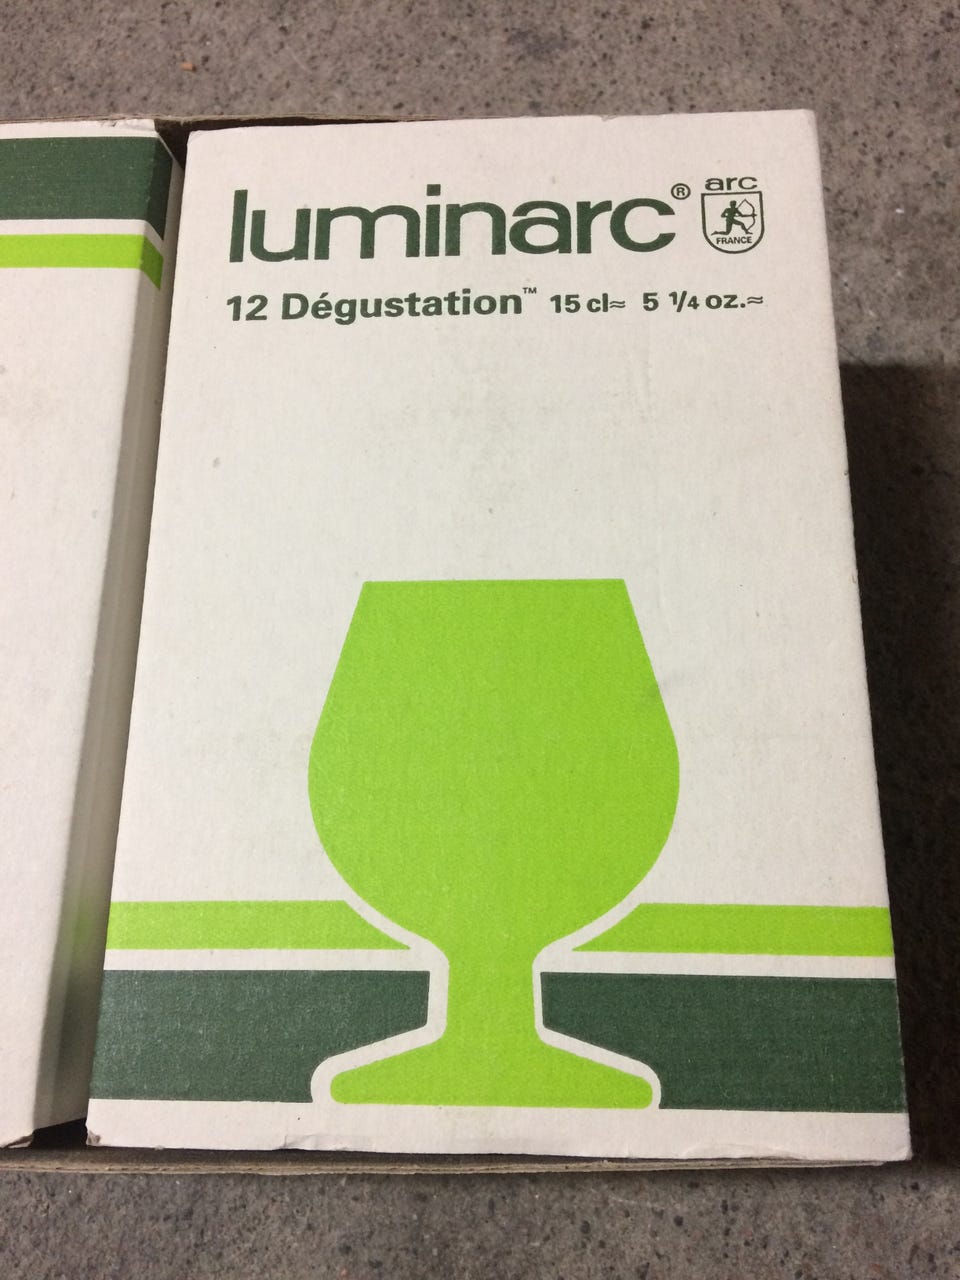 luminarc®
arc
FRANCE
12 Dégustation™ 15 cl≈ 5 1/4 oz.≈